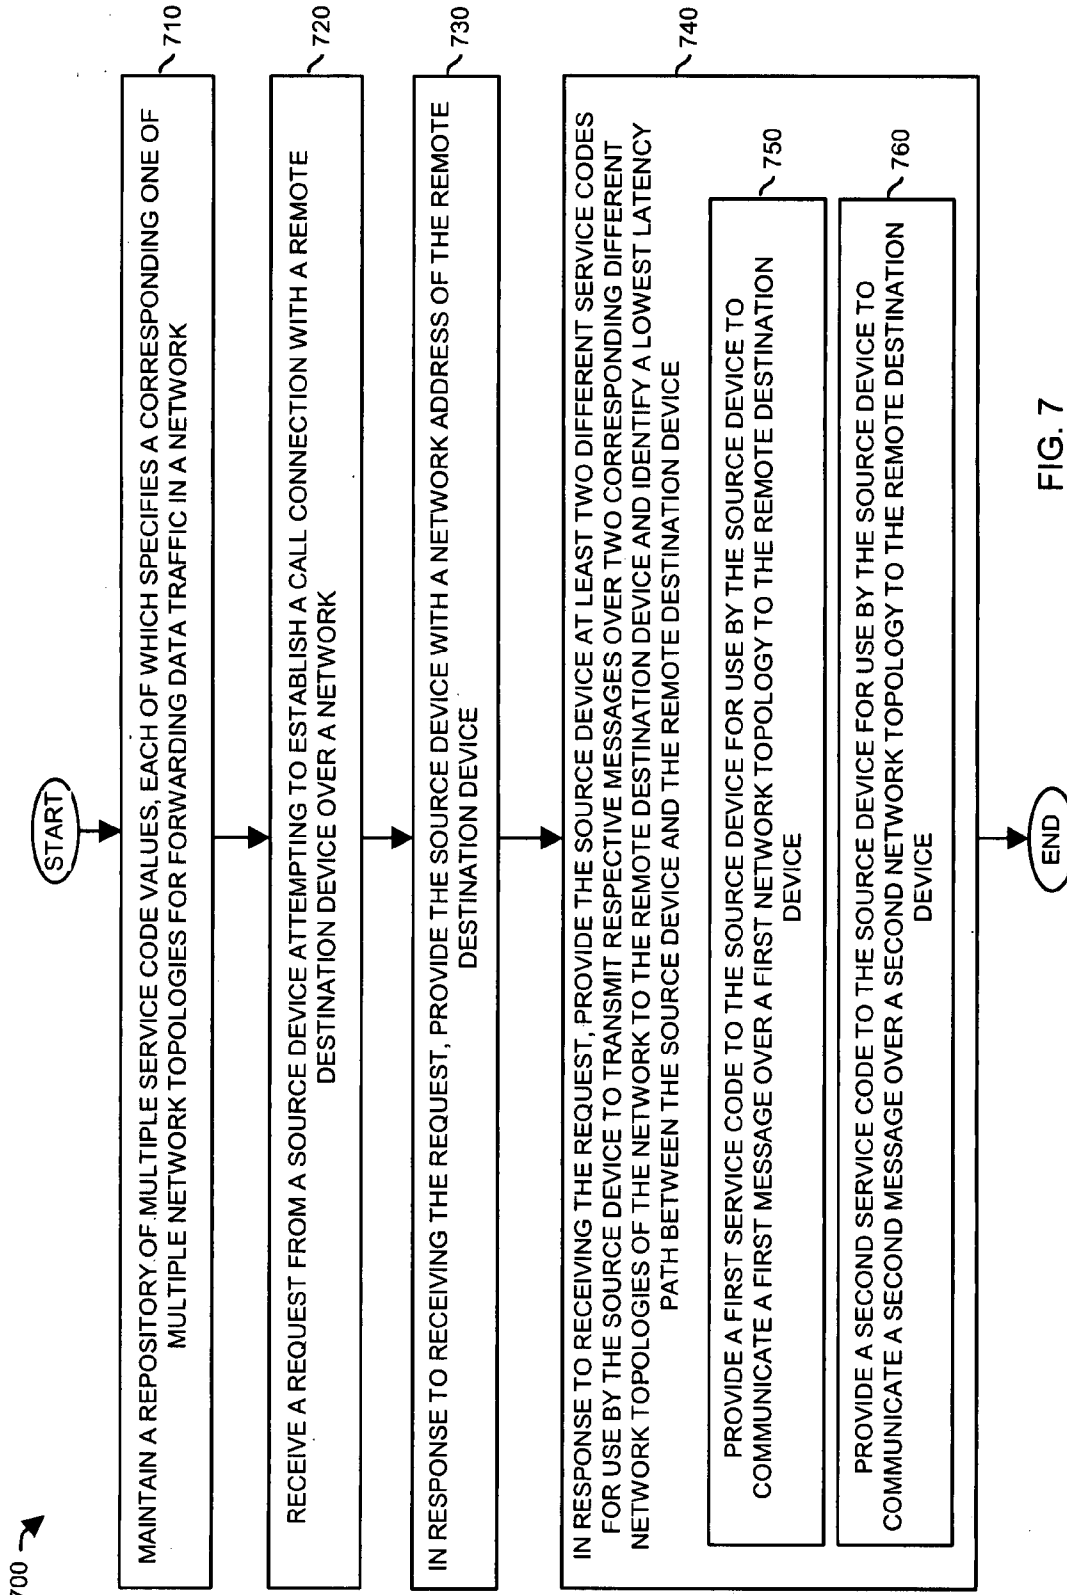 700
START
MAINTAIN A REPOSITORY OF MULTIPLE SERVICE CODE VALUES, EACH OF WHICH SPECIFIES A CORRESPONDING ONE OF
MULTIPLE NETWORK TOPOLOGIES FOR FORWARDING DATA TRAFFIC IN A NETWORK
710
RECEIVE A REQUEST FROM A SOURCE DEVICE ATTEMPTING TO ESTABLISH A CALL CONNECTION WITH A REMOTE
DESTINATION DEVICE OVER A NETWORK
720
IN RESPONSE TO RECEIVING THE REQUEST, PROVIDE THE SOURCE DEVICE WITH A NETWORK ADDRESS OF THE REMOTE
DESTINATION DEVICE
730
IN RESPONSE TO RECEIVING THE REQUEST, PROVIDE THE SOURCE DEVICE AT LEAST TWO DIFFERENT SERVICE CODES
FOR USE BY THE SOURCE DEVICE TO TRANSMIT RESPECTIVE MESSAGES OVER TWO CORRESPONDING DIFFERENT
NETWORK TOPOLOGIES OF THE NETWORK TO THE REMOTE DESTINATION DEVICE AND IDENTIFY A LOWEST LATENCY
PATH BETWEEN THE SOURCE DEVICE AND THE REMOTE DESTINATION DEVICE
740
PROVIDE A FIRST SERVICE CODE TO THE SOURCE DEVICE FOR USE BY THE SOURCE DEVICE TO
COMMUNICATE A FIRST MESSAGE OVER A FIRST NETWORK TOPOLOGY TO THE REMOTE DESTINATION
DEVICE
750
PROVIDE A SECOND SERVICE CODE TO THE SOURCE DEVICE FOR USE BY THE SOURCE DEVICE TO
COMMUNICATE A SECOND MESSAGE OVER A SECOND NETWORK TOPOLOGY TO THE REMOTE DESTINATION
DEVICE
760
END
FIG. 7